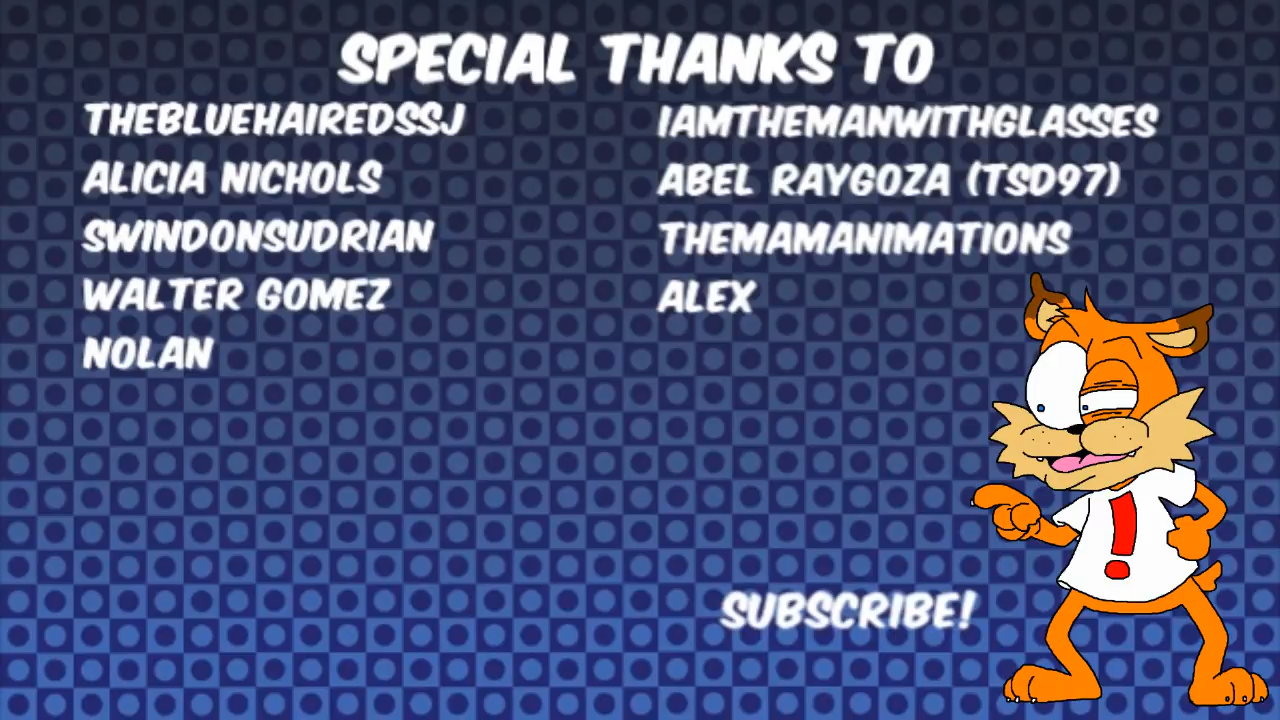 SPECIAL THANKS TO
THEBLUEHAIREDSSJ
ALICIA NICHOLS
SWINDONSUDRIAN
WALTER GOMEZ
NOLAN
IAMTHEMANWITHGLASSES
ABEL RAYGOZA (TSD97)
THEMAMANIMATIONS
ALEX
!
SUBSCRIBE!